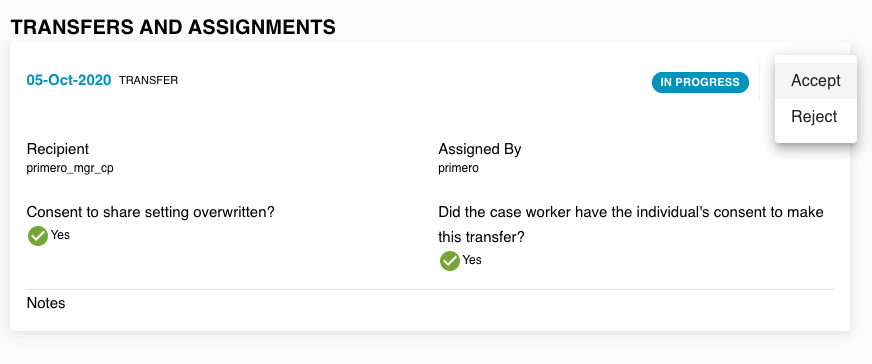 TRANSFERS AND ASSIGNMENTS
05-Oct-2020 TRANSFER IN PROGRESS
Accept
Reject
Recipient
primero_mgr_cp
Assigned By
primero
Consent to share setting overwritten?
Yes
Did the case worker have the individual's consent to make
this transfer?
Yes
Notes